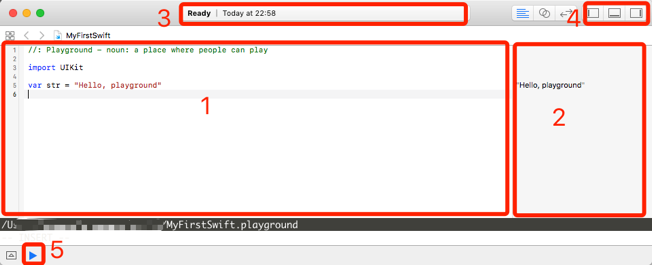 3
Ready | Today at 22:58
4
MyFirstSwift
1 //: Playground - noun: a place where people can play
2
3 import UIKit
4
5 var str = "Hello, playground"
6
"Hello, playground"
1
2
/MyFirstSwift.playground
5